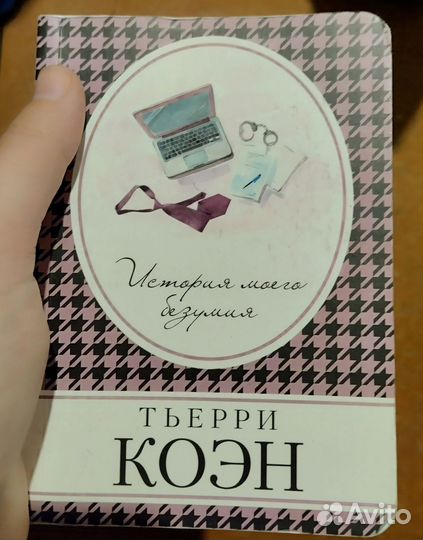 История моего
безумия
ТЬЕРРИ
КОЭН
Avito